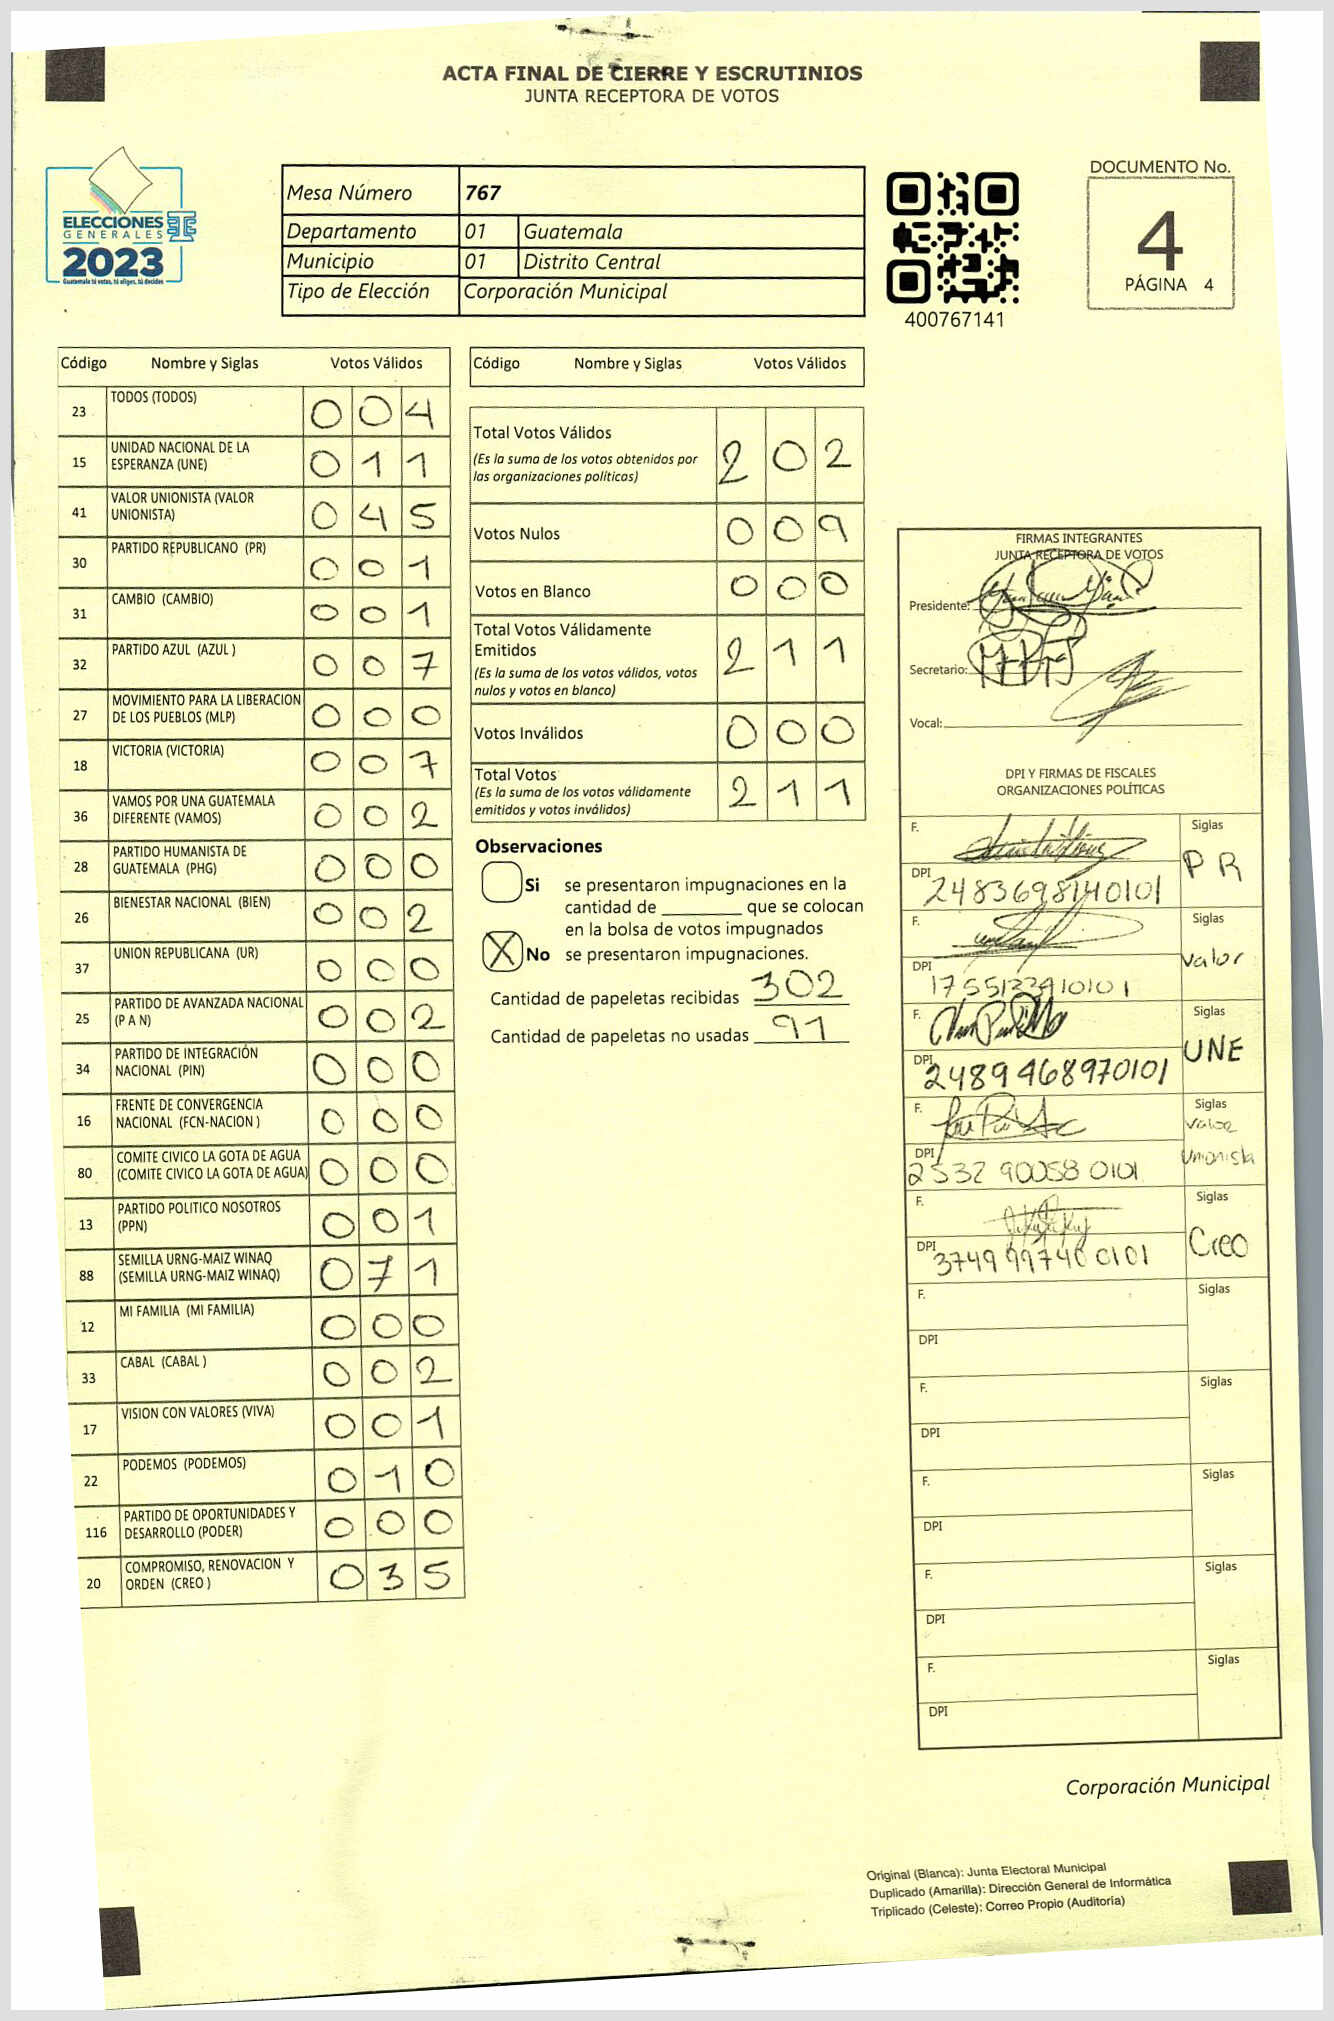 ACTA FINAL DE CIERRE Y ESCRUTINIOS
JUNTA RECEPTORA DE VOTOS
ELECCIONES
GENERALES
2023
Guatemala tú votas, tú eliges, tú decides
Mesa Número 767
Departamento 01 Guatemala
Municipio 01 Distrito Central
Tipo de Elección Corporación Municipal
400767141
DOCUMENTO No.
4
PÁGINA 4
Código Nombre y Siglas Votos Válidos
23 TODOS (TODOS) 0 0 4
15 UNIDAD NACIONAL DE LA
ESPERANZA (UNE) 0 1 1
41 VALOR UNIONISTA (VALOR
UNIONISTA) 0 4 5
30 PARTIDO REPUBLICANO (PR) 0 0 1
31 CAMBIO (CAMBIO) 0 0 1
32 PARTIDO AZUL (AZUL ) 0 0 7
27 MOVIMIENTO PARA LA LIBERACION
DE LOS PUEBLOS (MLP) 0 0 0
18 VICTORIA (VICTORIA) 0 0 7
36 VAMOS POR UNA GUATEMALA
DIFERENTE (VAMOS) 0 0 2
28 PARTIDO HUMANISTA DE
GUATEMALA (PHG) 0 0 0
26 BIENESTAR NACIONAL (BIEN) 0 0 2
37 UNION REPUBLICANA (UR) 0 0 0
25 PARTIDO DE AVANZADA NACIONAL
(P A N) 0 0 2
34 PARTIDO DE INTEGRACIÓN
NACIONAL (PIN) 0 0 0
16 FRENTE DE CONVERGENCIA
NACIONAL (FCN-NACION ) 0 0 0
80 COMITE CIVICO LA GOTA DE AGUA
(COMITE CIVICO LA GOTA DE AGUA) 0 0 0
13 PARTIDO POLITICO NOSOTROS
(PPN) 0 0 1
88 SEMILLA URNG-MAIZ WINAQ
(SEMILLA URNG-MAIZ WINAQ) 0 7 1
12 MI FAMILIA (MI FAMILIA) 0 0 0
33 CABAL (CABAL ) 0 0 2
17 VISION CON VALORES (VIVA) 0 0 1
22 PODEMOS (PODEMOS) 0 1 0
116 PARTIDO DE OPORTUNIDADES Y
DESARROLLO (PODER) 0 0 0
20 COMPROMISO, RENOVACION Y
ORDEN (CREO ) 0 3 5
Código Nombre y Siglas Votos Válidos
Total Votos Válidos 2 0 2
(Es la suma de los votos obtenidos por
las organizaciones políticas)
Votos Nulos 0 0 9
Votos en Blanco 0 0 0
Total Votos Válidamente
Emitidos 2 1 1
(Es la suma de los votos válidos, votos
nulos y votos en blanco)
Votos Inválidos 0 0 0
Total Votos 2 1 1
(Es la suma de los votos válidamente
emitidos y votos inválidos)
Observaciones
Si se presentaron impugnaciones en la
cantidad de ________ que se colocan
en la bolsa de votos impugnados
X No se presentaron impugnaciones.
Cantidad de papeletas recibidas 302
Cantidad de papeletas no usadas 91
FIRMAS INTEGRANTES
JUNTA RECEPTORA DE VOTOS
Presidente:
Secretario:
Vocal:
DPI Y FIRMAS DE FISCALES
ORGANIZACIONES POLÍTICAS
F. Siglas
DPI 2483698140101 PR
F. Siglas
DPI Valor
F. Siglas
DPI 2489468970101 UNE
F. Siglas
DPI 2532 90058 0101 Valor
Unionista
F. Siglas
DPI Creo
F. Siglas
DPI
F. Siglas
DPI
F. Siglas
DPI
F. Siglas
DPI
F. Siglas
DPI
Corporación Municipal
Original (Blanca): Junta Electoral Municipal
Duplicado (Amarilla): Dirección General de Informática
Triplicado (Celeste): Correo Propio (Auditoría)